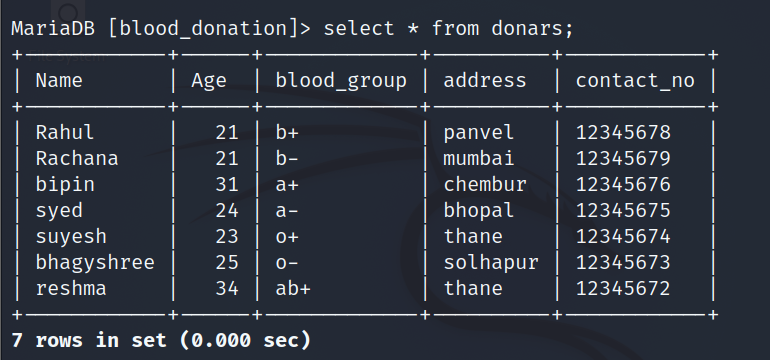 MariaDB [blood_donation]> select * from donars;
+------------+------+-------------+----------+------------+
| Name       | Age  | blood_group | address  | contact_no |
+------------+------+-------------+----------+------------+
| Rahul      |   21 | b+          | panvel   | 12345678   |
| Rachana    |   21 | b-          | mumbai   | 12345679   |
| bipin      |   31 | a+          | chembur  | 12345676   |
| syed       |   24 | a-          | bhopal   | 12345675   |
| suyesh     |   23 | o+          | thane    | 12345674   |
| bhagyshree |   25 | o-          | solhapur | 12345673   |
| reshma     |   34 | ab+         | thane    | 12345672   |
+------------+------+-------------+----------+------------+
7 rows in set (0.000 sec)